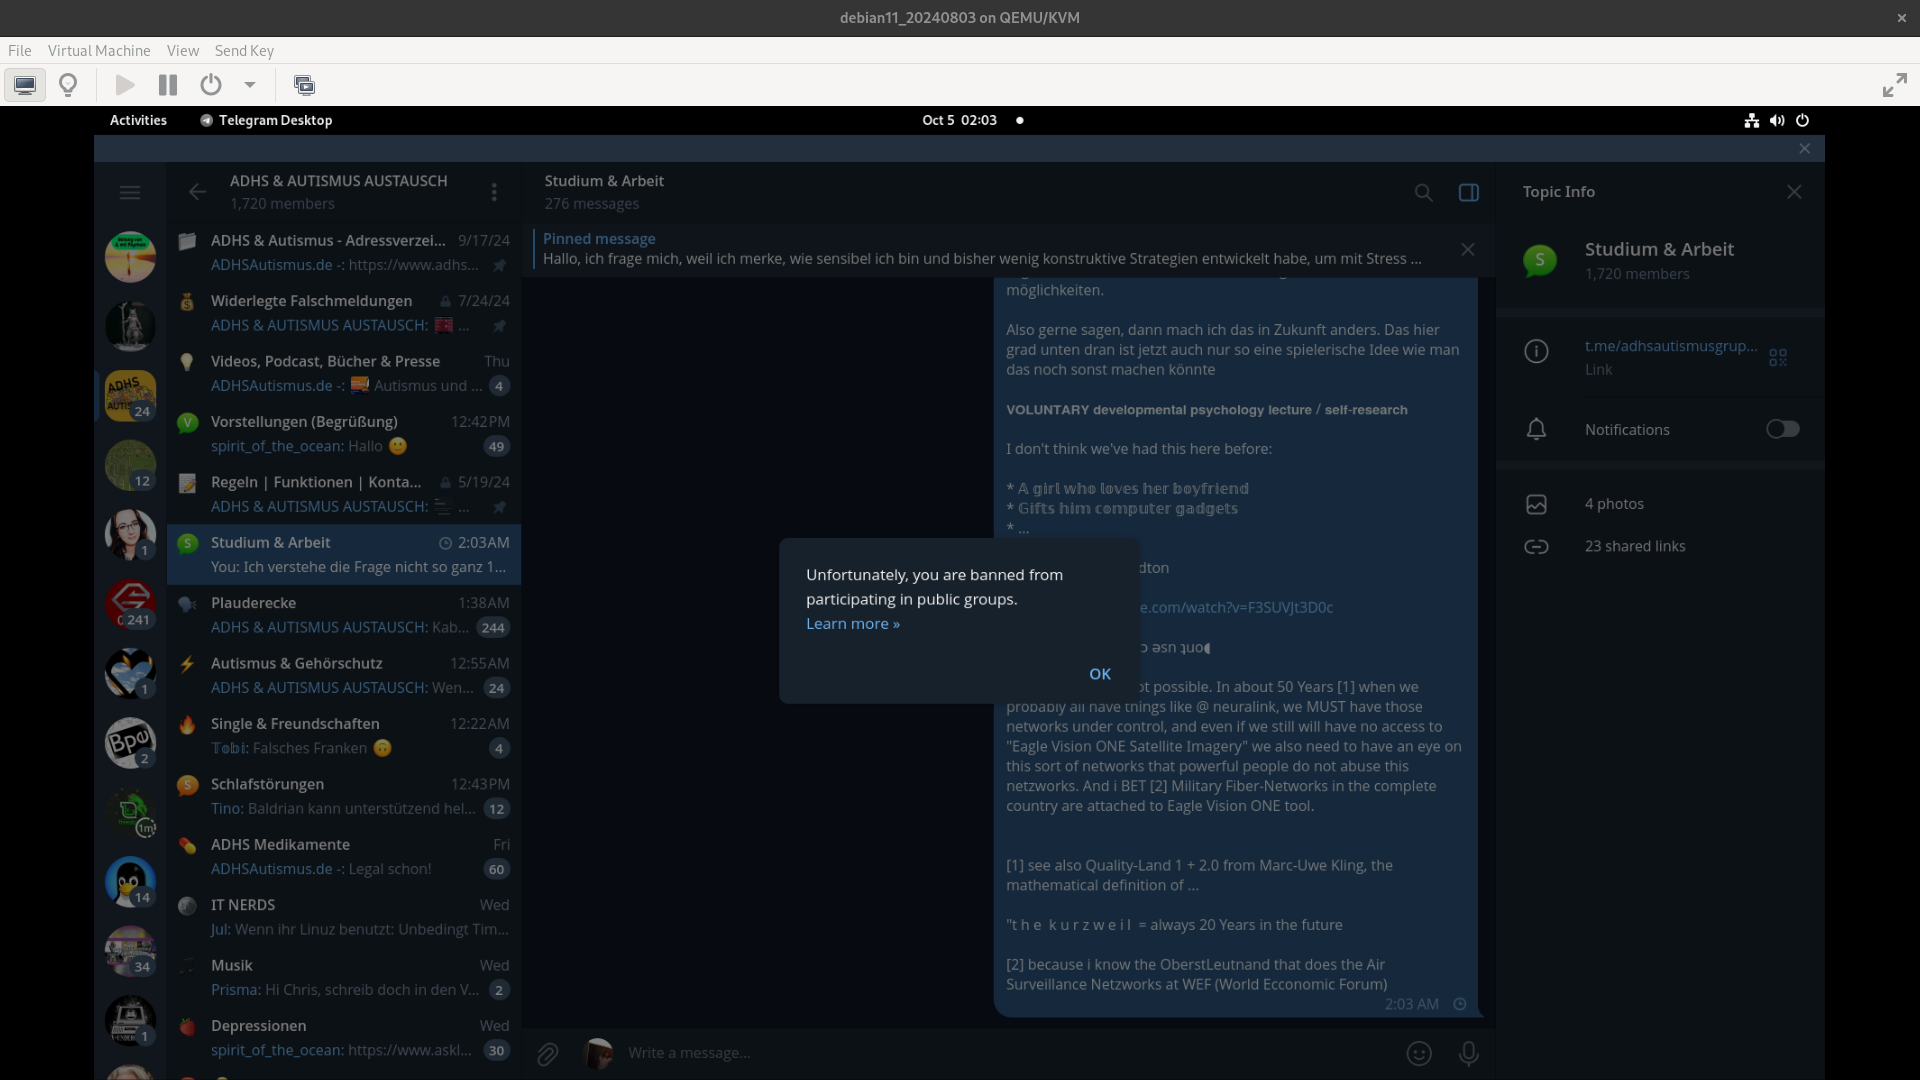 debian11_20240803 on QEMU/KVM
File Virtual Machine View Send Key
Activities Telegram Desktop Oct 5 02:03
ADHS & AUTISMUS AUSTAUSCH
1,720 members
ADHS & Autismus - Adressverzei... 9/17/24
ADHSAutismus.de -: https://www.adhs...
Widerlegte Falschmeldungen 7/24/24
ADHS & AUTISMUS AUSTAUSCH: ...
Videos, Podcast, Bücher & Presse Thu
ADHSAutismus.de -: Autismus und ... 4
Vorstellungen (Begrüßung) 12:42 PM
spirit_of_the_ocean: Hallo 🙂 49
Regeln | Funktionen | Konta... 5/19/24
ADHS & AUTISMUS AUSTAUSCH: ...
Studium & Arbeit 2:03 AM
You: Ich verstehe die Frage nicht so ganz 1...
Plauderecke 1:38 AM
ADHS & AUTISMUS AUSTAUSCH: Kab... 244
Autismus & Gehörschutz 12:55 AM
ADHS & AUTISMUS AUSTAUSCH: Wen... 24
Single & Freundschaften 12:22 AM
𝕋𝕠𝕓𝕚: Falsches Franken 🙃 4
Schlafstörungen 12:43 PM
Tino: Baldrian kann unterstützend hel... 12
ADHS Medikamente Fri
ADHSAutismus.de -: Legal schon! 60
IT NERDS Wed
Jul: Wenn ihr Linuz benutzt: Unbedingt Tim...
Musik Wed
Prisma: Hi Chris, schreib doch in den V... 2
Depressionen Wed
spirit_of_the_ocean: https://www.askl... 30
ADHS
24
12
1
241
1
Bpe
2
1m
14
34
1
Studium & Arbeit
276 messages
Pinned message
Hallo, ich frage mich, weil ich merke, wie sensibel ich bin und bisher wenig konstruktive Strategien entwickelt habe, um mit Stress ...
möglichkeiten.
Also gerne sagen, dann mach ich das in Zukunft anders. Das hier
grad unten dran ist jetzt auch nur so eine spielerische Idee wie man
das noch sonst machen könnte
VOLUNTARY developmental psychology lecture / self-research
I don't think we've had this here before:
* 𝔸 𝕘𝕚𝕣𝕝 𝕨𝕙𝕠 𝕝𝕠𝕧𝕖𝕤 𝕙𝕖𝕣 𝕓𝕠𝕪𝕗𝕣𝕚𝕖𝕟𝕕
* 𝔾𝕚𝕗𝕥𝕤 𝕙𝕚𝕞 𝕔𝕠𝕞𝕡𝕦𝕥𝕖𝕣 𝕘𝕒𝕕𝕘𝕖𝕥𝕤
* ...
dton
e.com/watch?v=F3SUVJt3D0c
ɔ ǝsn ʇuo◖
ot possible. In about 50 Years [1] when we
probably all have things like @ neuralink, we MUST have those
networks under control, and even if we still will have no access to
"Eagle Vision ONE Satellite Imagery" we also need to have an eye on
this sort of networks that powerful people do not abuse this
netzworks. And i BET [2] Military Fiber-Networks in the complete
country are attached to Eagle Vision ONE tool.
[1] see also Quality-Land 1 + 2.0 from Marc-Uwe Kling, the
mathematical definition of ...
"t h e k u r z w e i l = always 20 Years in the future
[2] because i know the OberstLeutnand that does the Air
Surveillance Netzworks at WEF (World Ecconomic Forum)
2:03 AM
Write a message...
Unfortunately, you are banned from
participating in public groups.
Learn more »
OK
Topic Info
S
Studium & Arbeit
1,720 members
t.me/adhsautismusgrup...
Link
Notifications
4 photos
23 shared links